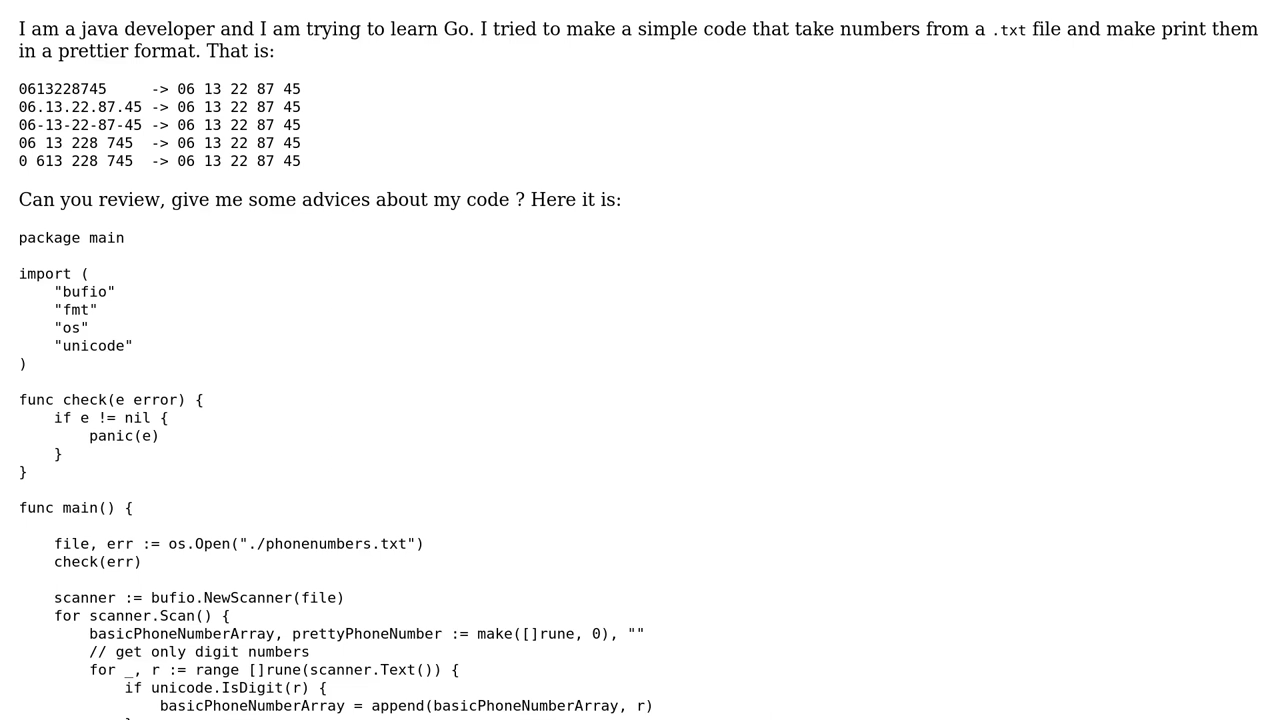 I am a java developer and I am trying to learn Go. I tried to make a simple code that take numbers from a .txt file and make print them
in a prettier format. That is:
0613228745     -> 06 13 22 87 45
06.13.22.87.45 -> 06 13 22 87 45
06-13-22-87-45 -> 06 13 22 87 45
06 13 228 745  -> 06 13 22 87 45
0 613 228 745  -> 06 13 22 87 45
Can you review, give me some advices about my code ? Here it is:
package main
import (
    "bufio"
    "fmt"
    "os"
    "unicode"
)
func check(e error) {
    if e != nil {
        panic(e)
    }
}
func main() {
    file, err := os.Open("./phonenumbers.txt")
    check(err)
    scanner := bufio.NewScanner(file)
    for scanner.Scan() {
        basicPhoneNumberArray, prettyPhoneNumber := make([]rune, 0), ""
        // get only digit numbers
        for _, r := range []rune(scanner.Text()) {
            if unicode.IsDigit(r) {
                basicPhoneNumberArray = append(basicPhoneNumberArray, r)